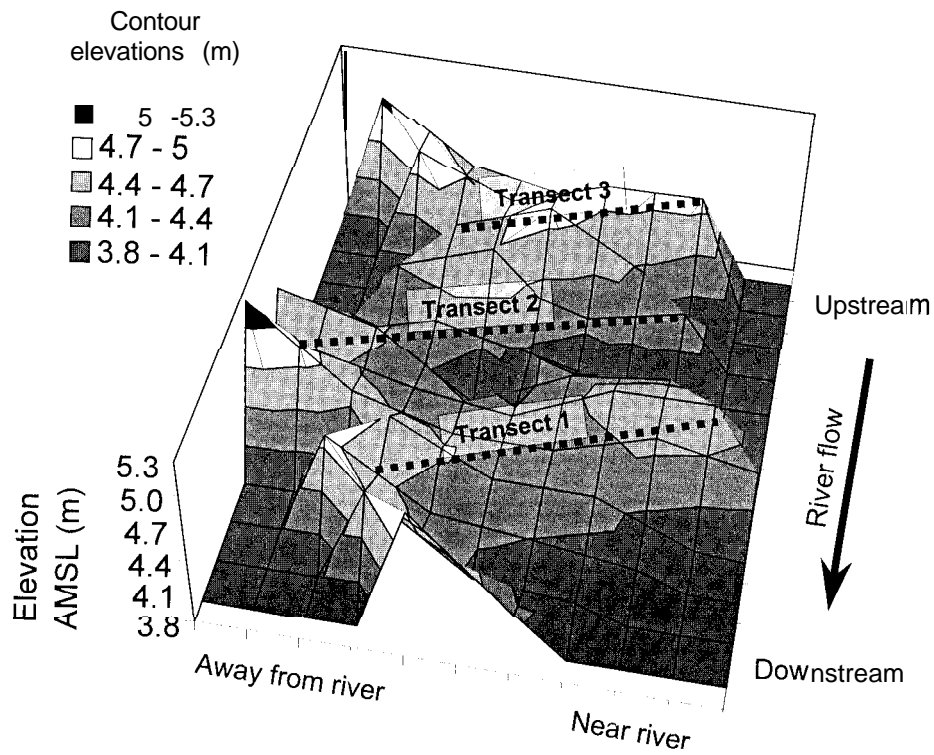 Contour
elevations (m)
5 -5.3
4.7 - 5
4.4 - 4.7
4.1 - 4.4
3.8 - 4.1
Transect 3
Transect 2
Transect 1
Upstream
River flow
Downstream
5.3
5.0
4.7
4.4
4.1
3.8
Elevation
AMSL (m)
Away from river
Near river